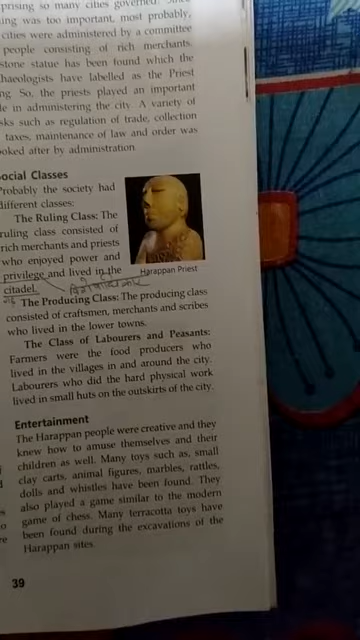 prising so many cities governed. Since
ing was too important, most probably,
cities were administered by a committee
people consisting of rich merchants.
stone statue has been found which the
haeologists have labelled as the Priest
ng. So, the priests played an important
le in administering the city. A variety of
sks such as regulation of trade, collection
taxes, maintenance of law and order was
oked after by administration.
ocial Classes
Probably the society had
different classes:
The Ruling Class: The
ruling class consisted of
rich merchants and priests
who enjoyed power and
privilege and lived in the
citadel.
Harappan Priest
The Producing Class: The producing class
consisted of craftsmen, merchants and scribes
who lived in the lower towns.
The Class of Labourers and Peasants:
Farmers were the food producers who
lived in the villages in and around the city.
Labourers who did the hard physical work
lived in small huts on the outskirts of the city.
Entertainment
The Harappan people were creative and they
knew how to amuse themselves and their
children as well. Many toys such as, small
clay carts, animal figures, marbles, rattles,
dolls and whistles have been found. They
also played a game similar to the modern
game of chess. Many terracotta toys have
been found during the excavations of the
Harappan sites.
39